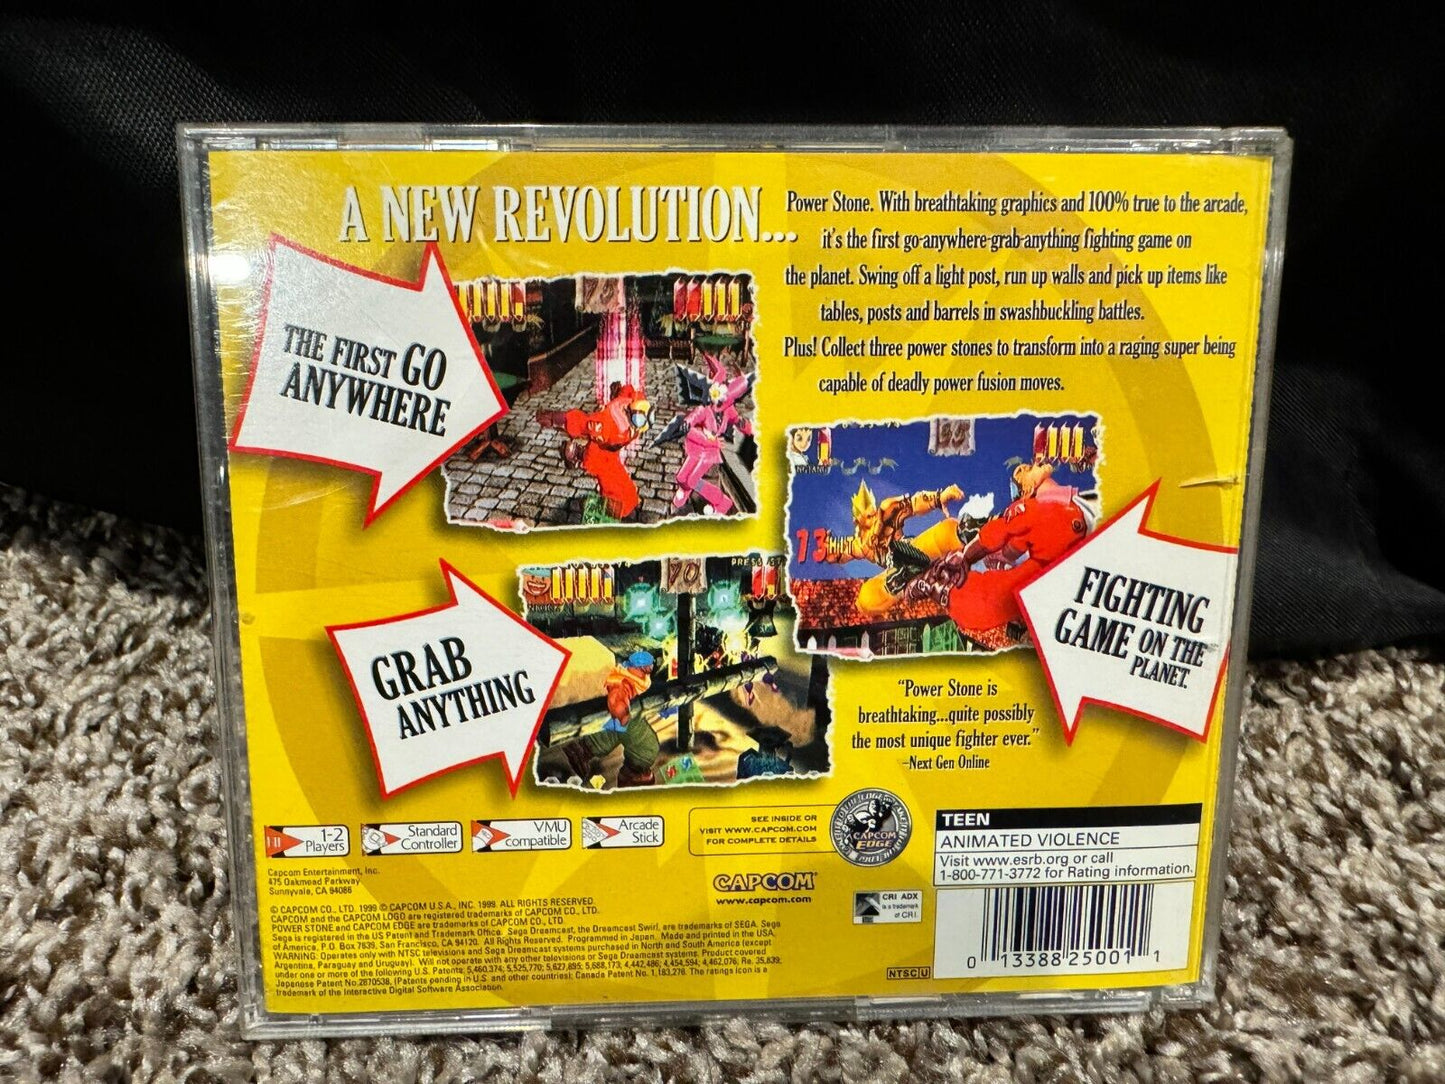 A NEW REVOLUTION...
Power Stone. With breathtaking graphics and 100% true to the arcade,
it's the first go-anywhere-grab-anything fighting game on
the planet. Swing off a light post, run up walls and pick up items like
tables, posts and barrels in swashbuckling battles.
Plus! Collect three power stones to transform into a raging super being
capable of deadly power fusion moves.
THE FIRST GO
ANYWHERE
73 HIT
FIGHTING
GAME ON THE
PLANET.
PRESS
GRAB
ANYTHING
"Power Stone is
breathtaking...quite possibly
the most unique fighter ever."
–Next Gen Online
1-2
Players
Standard
Controller
VMU
compatible
Arcade
Stick
SEE INSIDE OR
VISIT WWW.CAPCOM.COM
FOR COMPLETE DETAILS
CAPCOM
EDGE
TEEN
ANIMATED VIOLENCE
Visit www.esrb.org or call
1-800-771-3772 for Rating information.
CAPCOM
www.capcom.com
CRI ADX
is a trademark
of CRI.
Capcom Entertainment, Inc.
475 Oakmead Parkway
Sunnyvale, CA 94086
© CAPCOM CO., LTD. 1999 © CAPCOM U.S.A., INC. 1999. ALL RIGHTS RESERVED.
CAPCOM and the CAPCOM LOGO are registered trademarks of CAPCOM CO., LTD.
POWER STONE and CAPCOM EDGE are trademarks of CAPCOM CO., LTD.
Sega is registered in the US Patent and Trademark Office. Sega Dreamcast, the Dreamcast Swirl, are trademarks of SEGA. Sega
of America, P.O. Box 7639, San Francisco, CA 94120. All Rights Reserved. Programmed in Japan. Made and printed in the USA.
WARNING: Operates only with NTSC televisions and Sega Dreamcast systems purchased in North and South America (except
Argentina, Paraguay and Uruguay). Will not operate with any other televisions or Sega Dreamcast systems. Product covered
under one or more of the following U.S. Patents: 5,460,374; 5,525,770; 5,627,895; 5,688,173; 4,442,486; 4,454,594; 4,462,076; Re. 35,839;
Japanese Patent No. 2870538, (Patents pending in U.S. and other countries); Canada Patent No. 1,183,276. The ratings icon is a
trademark of the Interactive Digital Software Association.
NTSC U
0 13388 25001 1